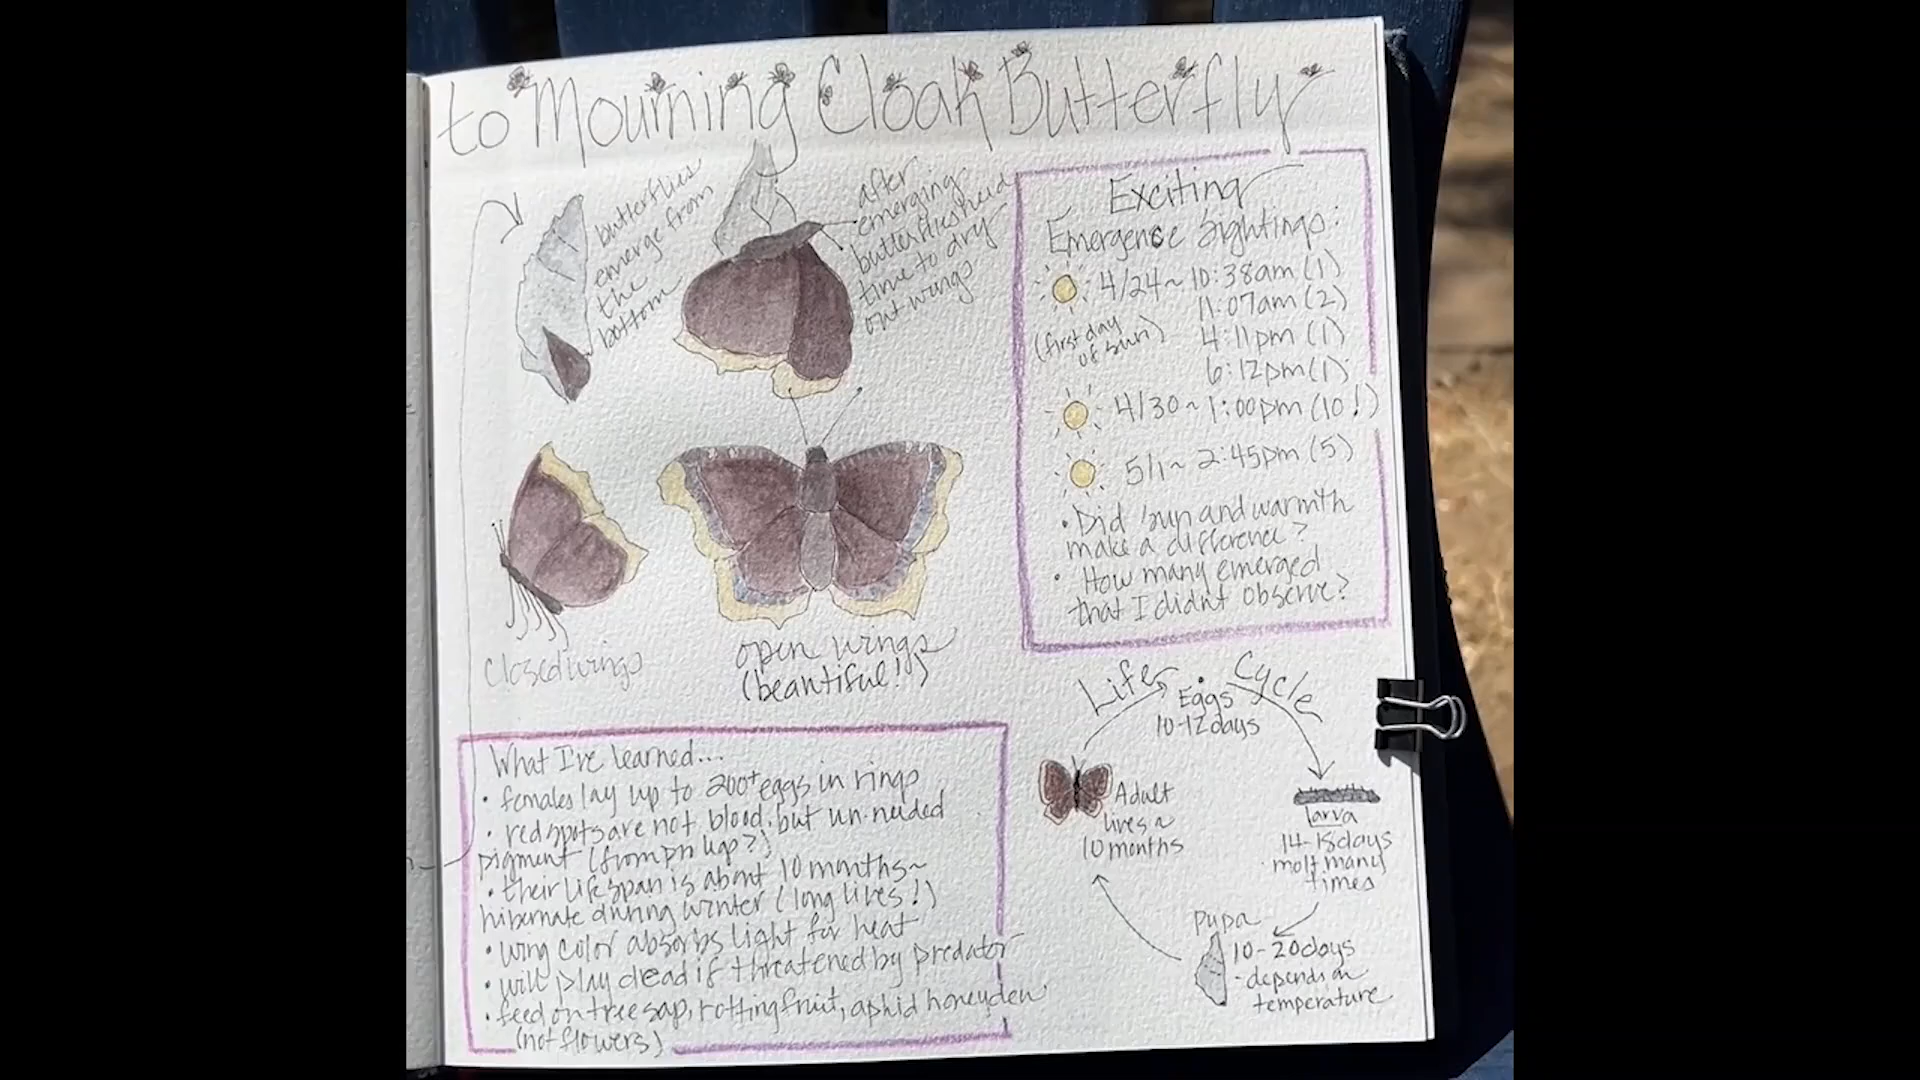 to Mourning Cloak Butterfly
butterflies
emerge from
the
bottom
after
emerging
butterflies need
time to dry
out wings
Closed wings
open wings
(beautiful!)
Exciting
Emergence Sightings:
4/24~ 10:38am (1)
11:07am (2)
(first day
of sun)
4:11pm (1)
6:12pm (1)
4/30~ 1:00pm (10!)
5/1~ 2:45pm (5)
• Did sun and warmth
make a difference?
• How many emerged
that I didn't observe?
What I've learned...
• females lay up to 200+ eggs in rings
• red spots are not blood, but un-needed
pigment (from pupa?)
• their lifespan is about 10 months~
hibernate during winter (long lives!)
• wing color absorbs light for heat
• will play dead if threatened by predator
• feed on tree sap, rotting fruit, aphid honeydew
(not flowers)
Life Cycle
Eggs
10-12 days
larva
14-18 days
molt many
times
pupa
10-20 days
-depends on
temperature
Adult
lives~
10 months